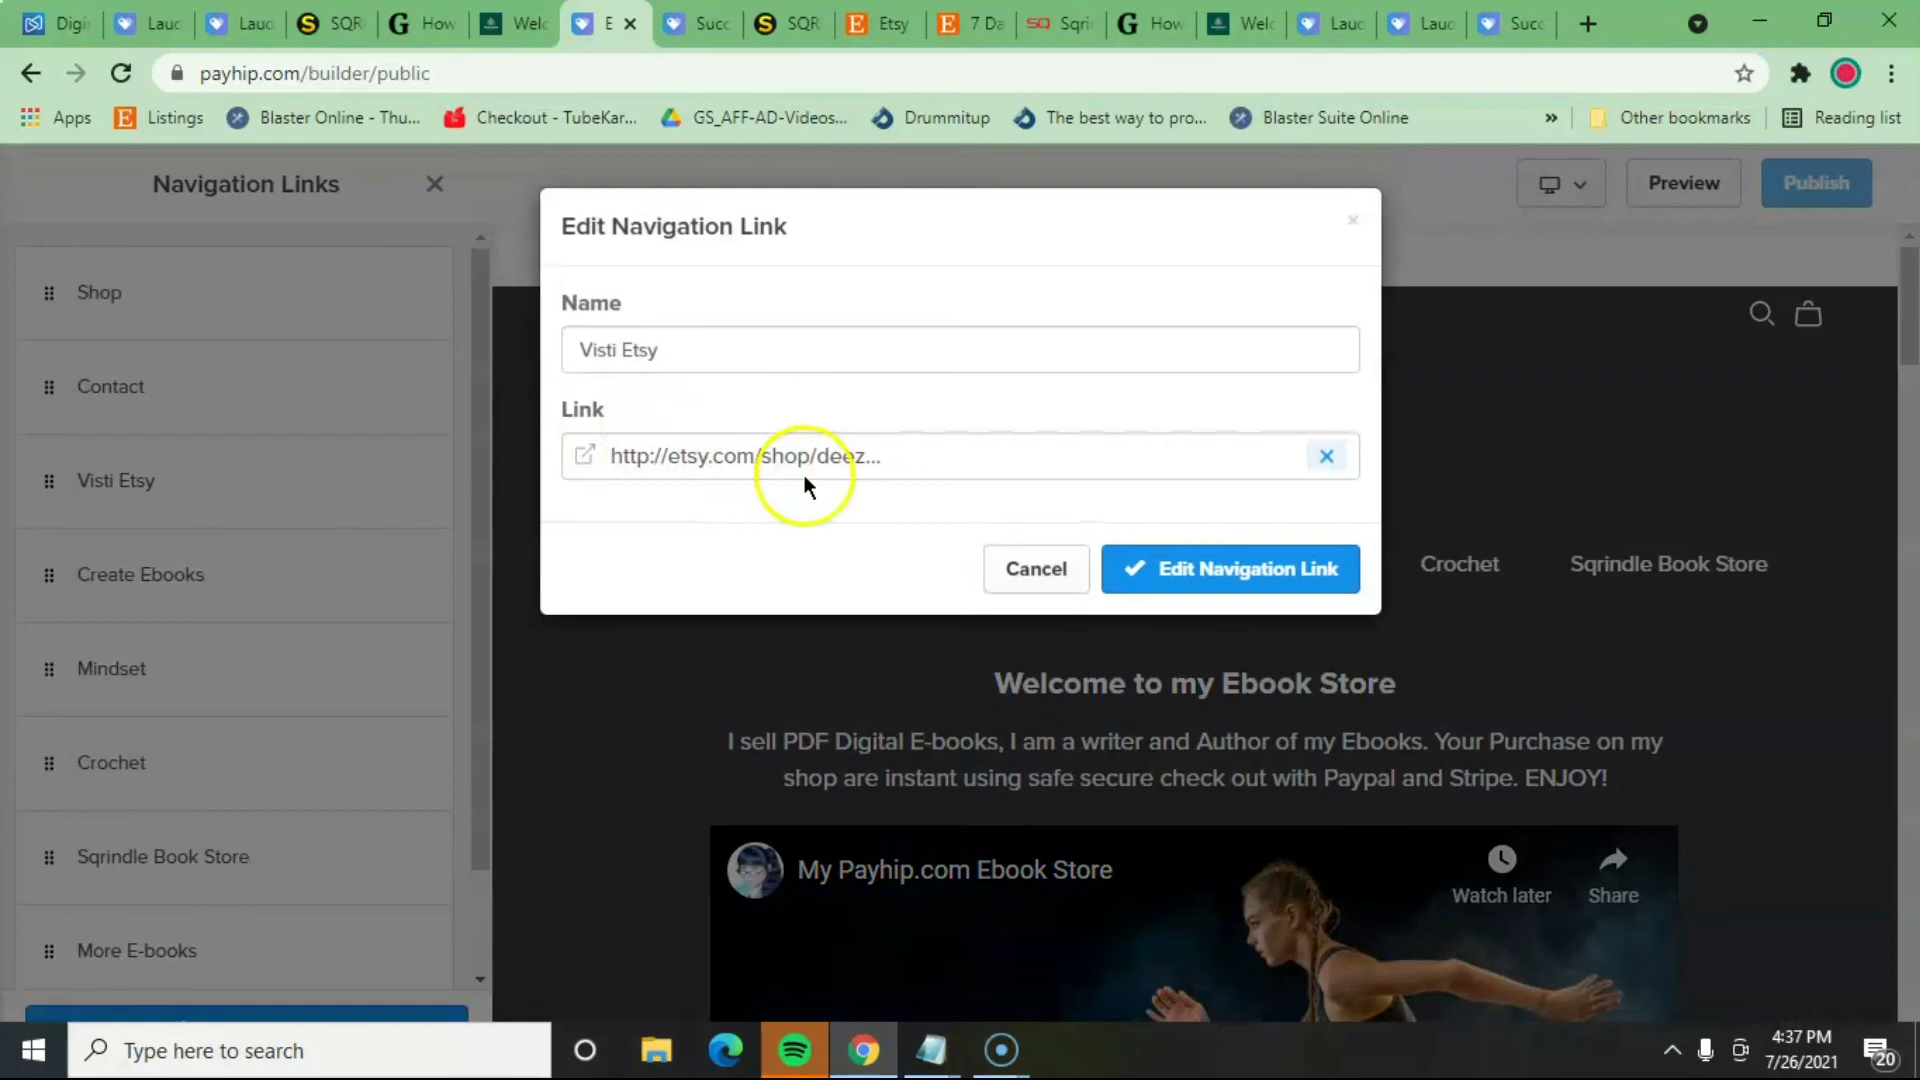 Digi
Lauc
Lauc
SQR
How
Welc
E
Succ
SQR
Etsy
7 Da
Sqri
How
Welc
Lauc
Lauc
Succ
payhip.com/builder/public
Apps
Listings
Blaster Online - Thu...
Checkout - TubeKar...
GS_AFF-AD-Videos...
Drummitup
The best way to pro...
Blaster Suite Online
»
Other bookmarks
Reading list
Navigation Links
Preview
Publish
Edit Navigation Link
Name
Visti Etsy
Link
http://etsy.com/shop/deez...
Cancel
Edit Navigation Link
Shop
Contact
Visti Etsy
Create Ebooks
Mindset
Crochet
Sqrindle Book Store
More E-books
Crochet
Sqrindle Book Store
Welcome to my Ebook Store
I sell PDF Digital E-books, I am a writer and Author of my Ebooks. Your Purchase on my
shop are instant using safe secure check out with Paypal and Stripe. ENJOY!
My Payhip.com Ebook Store
Watch later
Share
Type here to search
4:37 PM
7/26/2021
20